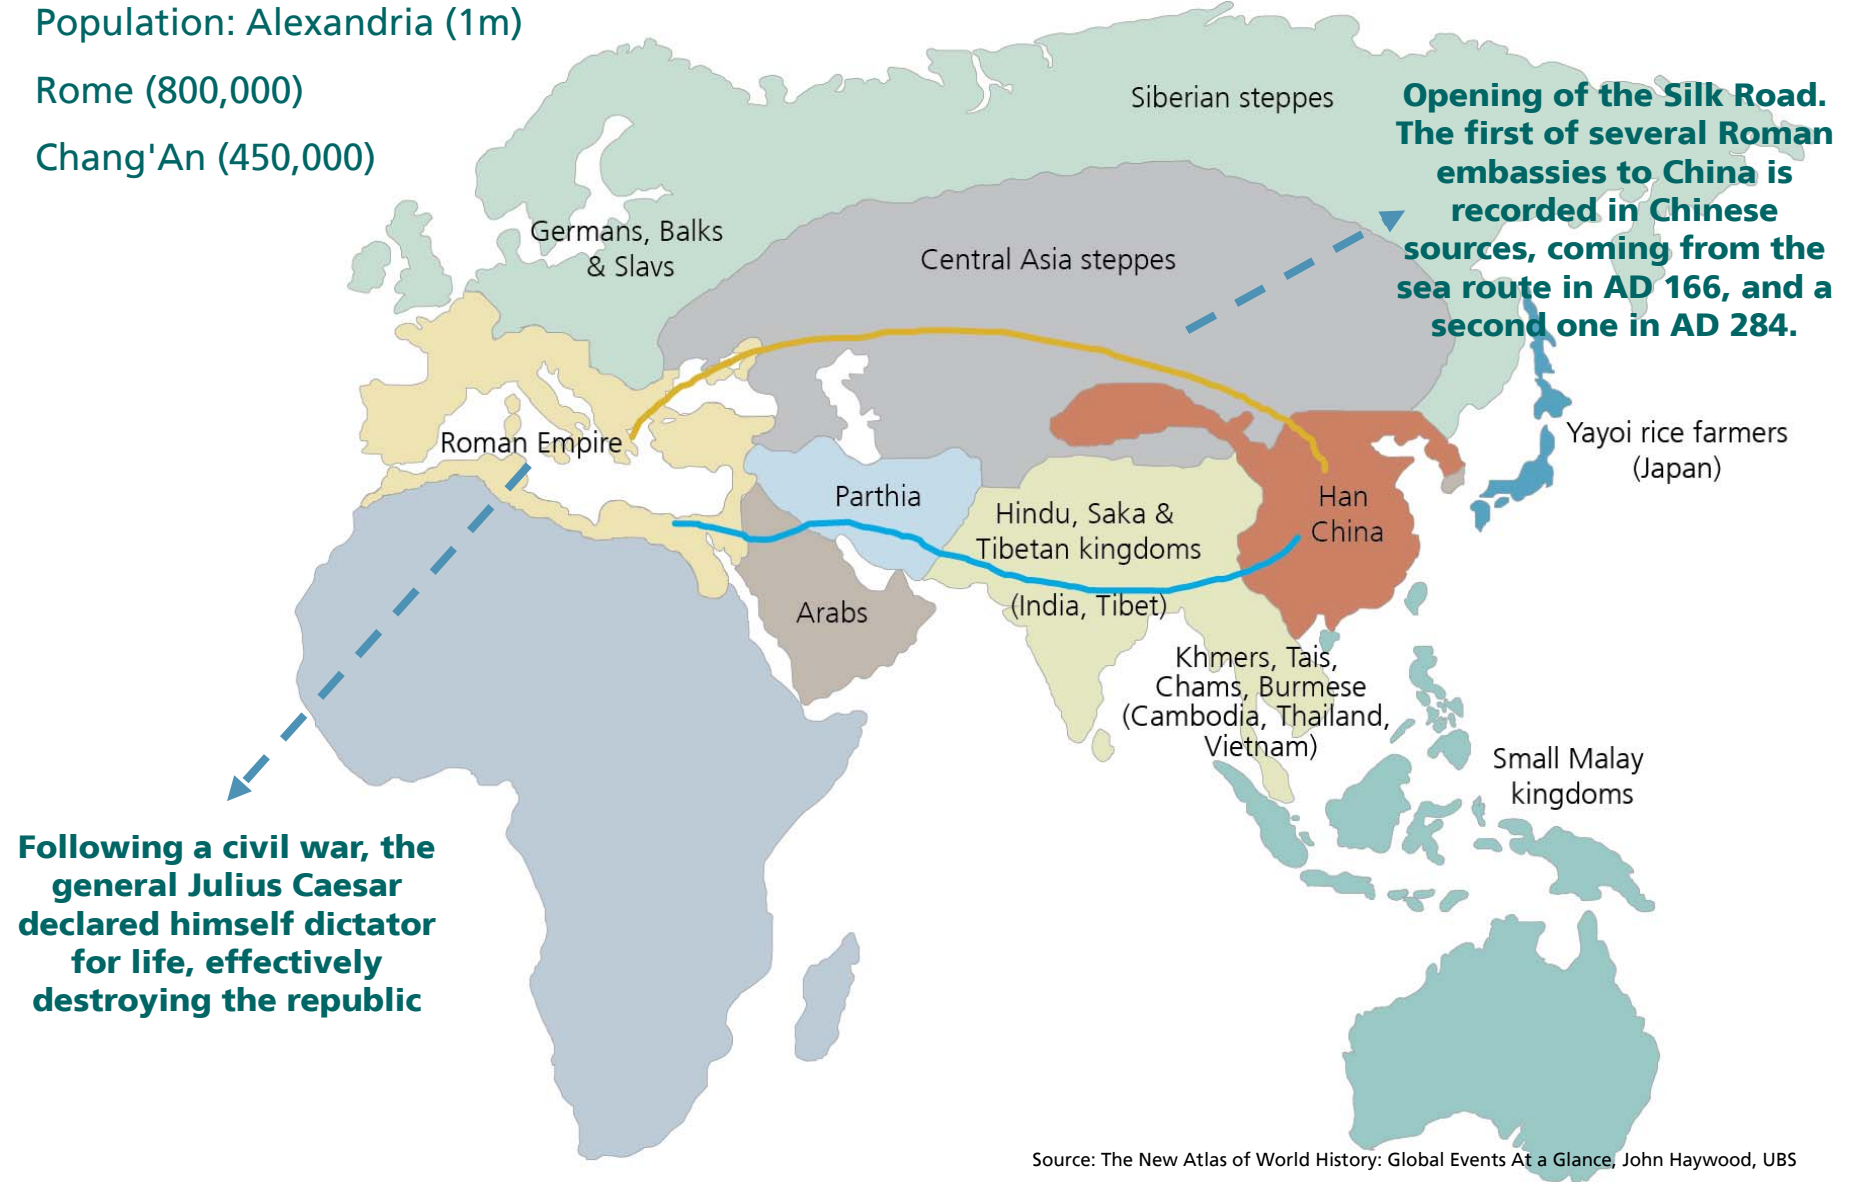 Population: Alexandria (1m)
Rome (800,000)
Chang'An (450,000)
Siberian steppes
Opening of the Silk Road.
The first of several Roman
embassies to China is
recorded in Chinese
sources, coming from the
sea route in AD 166, and a
second one in AD 284.
Germans, Balks
& Slavs
Central Asia steppes
Roman Empire
Yayoi rice farmers
(Japan)
Parthia
Hindu, Saka &
Tibetan kingdoms
(India, Tibet)
Han
China
Arabs
Khmers, Tais,
Chams, Burmese
(Cambodia, Thailand,
Vietnam)
Small Malay
kingdoms
Following a civil war, the
general Julius Caesar
declared himself dictator
for life, effectively
destroying the republic
Source: The New Atlas of World History: Global Events At a Glance, John Haywood, UBS